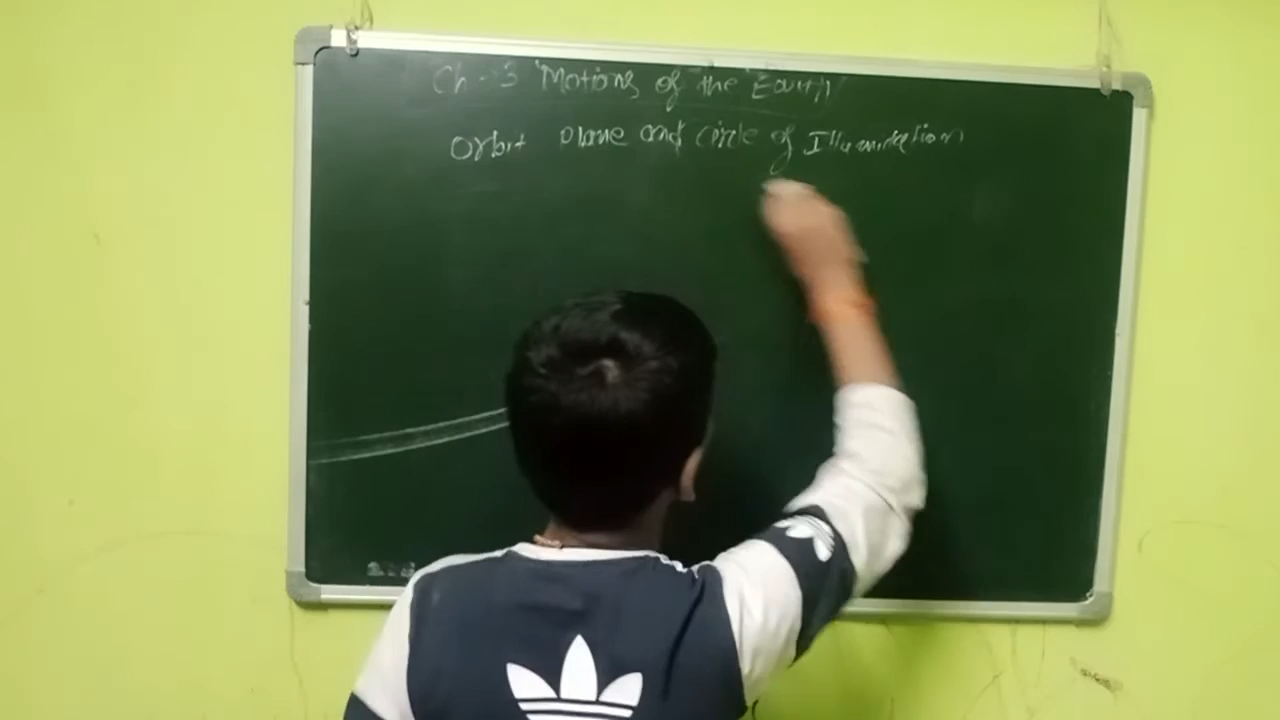 Ch-3 'Motions of the Earth'
Orbit plane and circle of Illumination